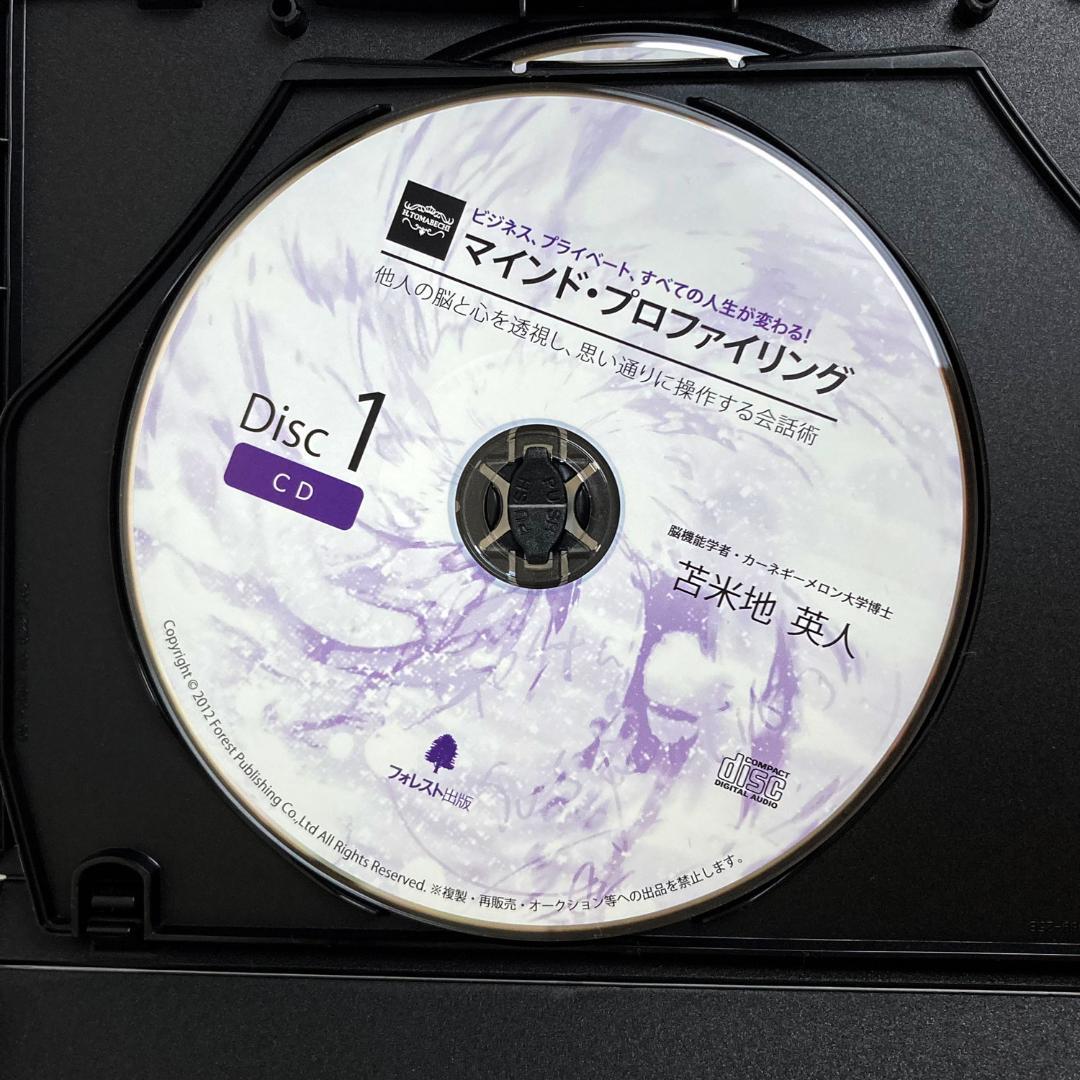 H.TOMABECHI
ビジネス、プライベート、すべての人生が変わる!
マインド・プロファイリング
他人の脳と心を透視し、思い通りに操作する会話術
Disc 1
CD
PUSH
PUSH
脳機能学者・カーネギーメロン大学博士
苫米地 英人
フォレスト出版
COMPACT
disc
DIGITAL AUDIO
Copyright © 2012 Forest Publishing Co.,Ltd All Rights Reserved. ※複製・再販売・オークション等への出品を禁止します。